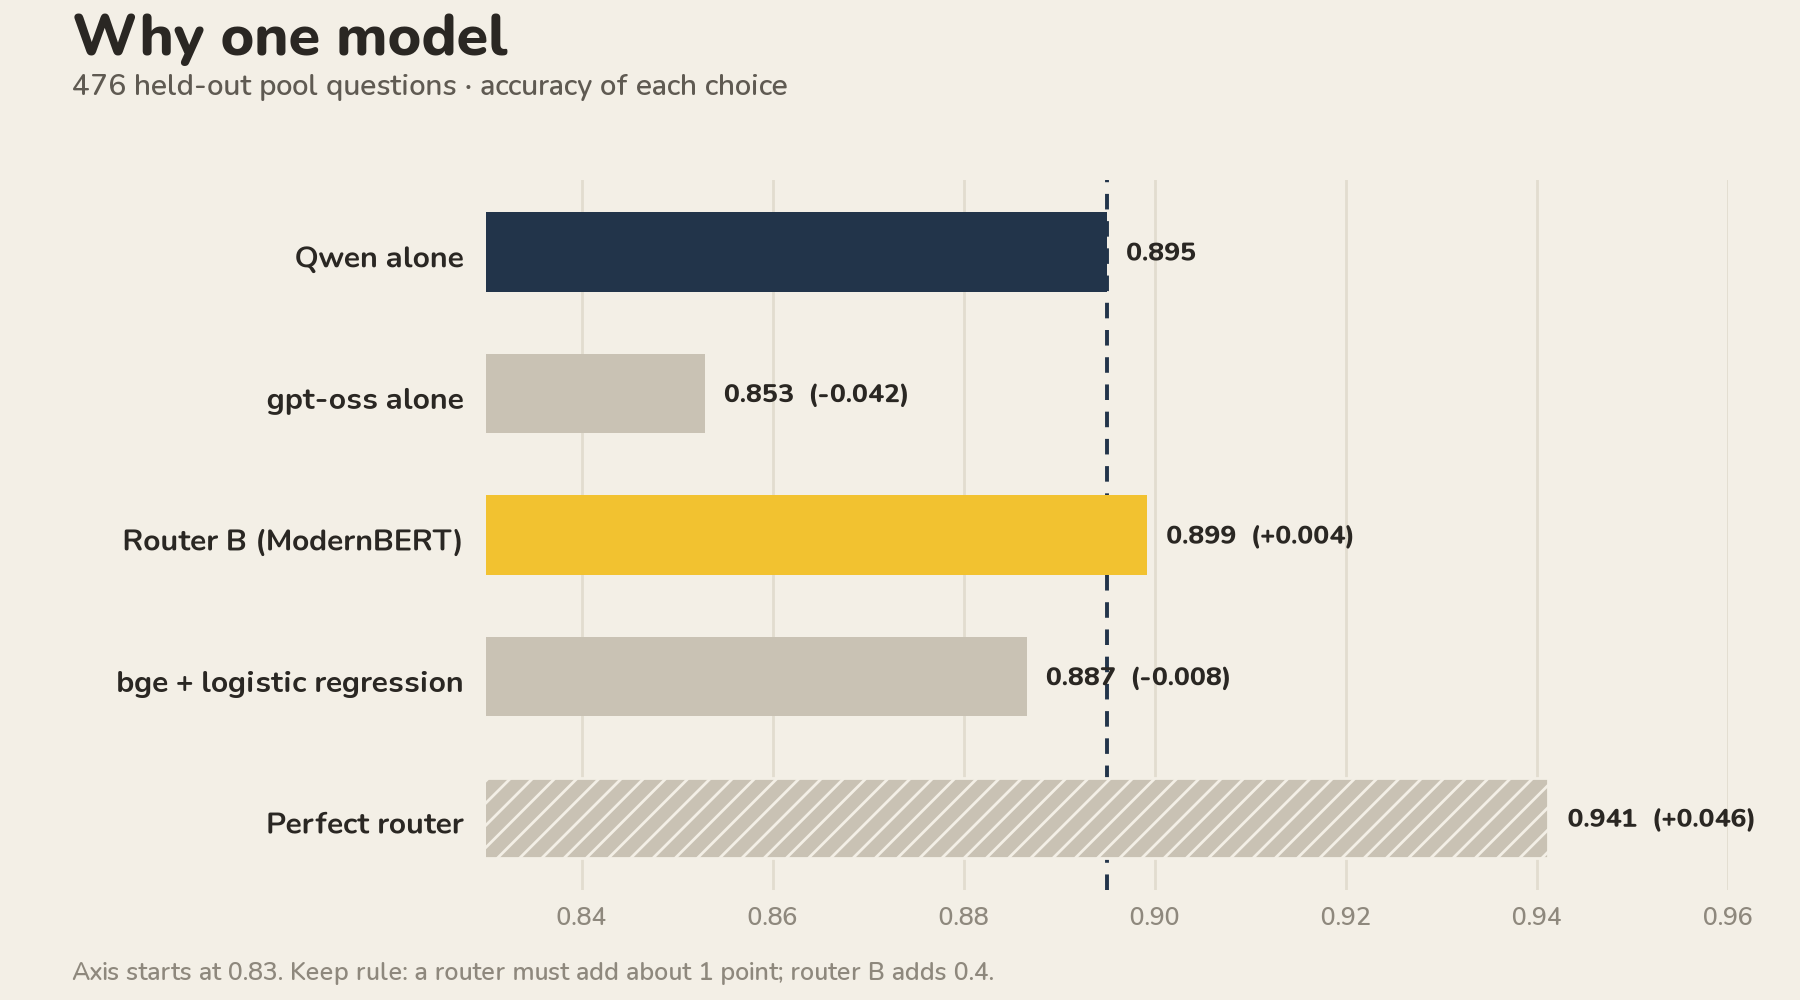 Why one model
476 held-out pool questions · accuracy of each choice
Qwen alone
0.895
gpt-oss alone
0.853 (-0.042)
Router B (ModernBERT)
0.899 (+0.004)
bge + logistic regression
0.887 (-0.008)
Perfect router
0.941 (+0.046)
0.84 0.86 0.88 0.90 0.92 0.94 0.96
Axis starts at 0.83. Keep rule: a router must add about 1 point; router B adds 0.4.